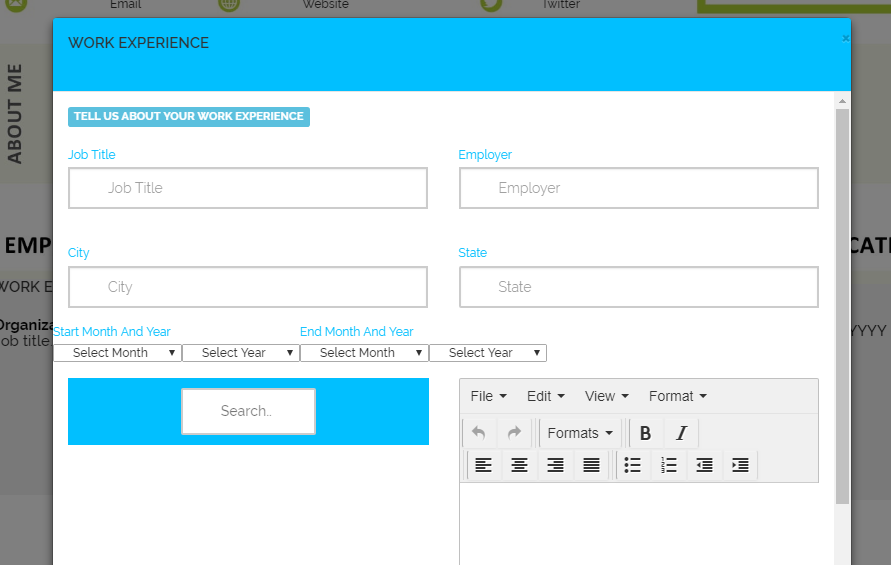 Email Website Twitter
WORK EXPERIENCE ×
ABOUT ME
TELL US ABOUT YOUR WORK EXPERIENCE
Job Title Employer
Job Title Employer
EMP CATI
City State
City State
WORK E
Organiza
Start Month And Year End Month And Year
YYYY
ob title.
Select Month Select Year Select Month Select Year
File Edit View Format
Search..
Formats B I